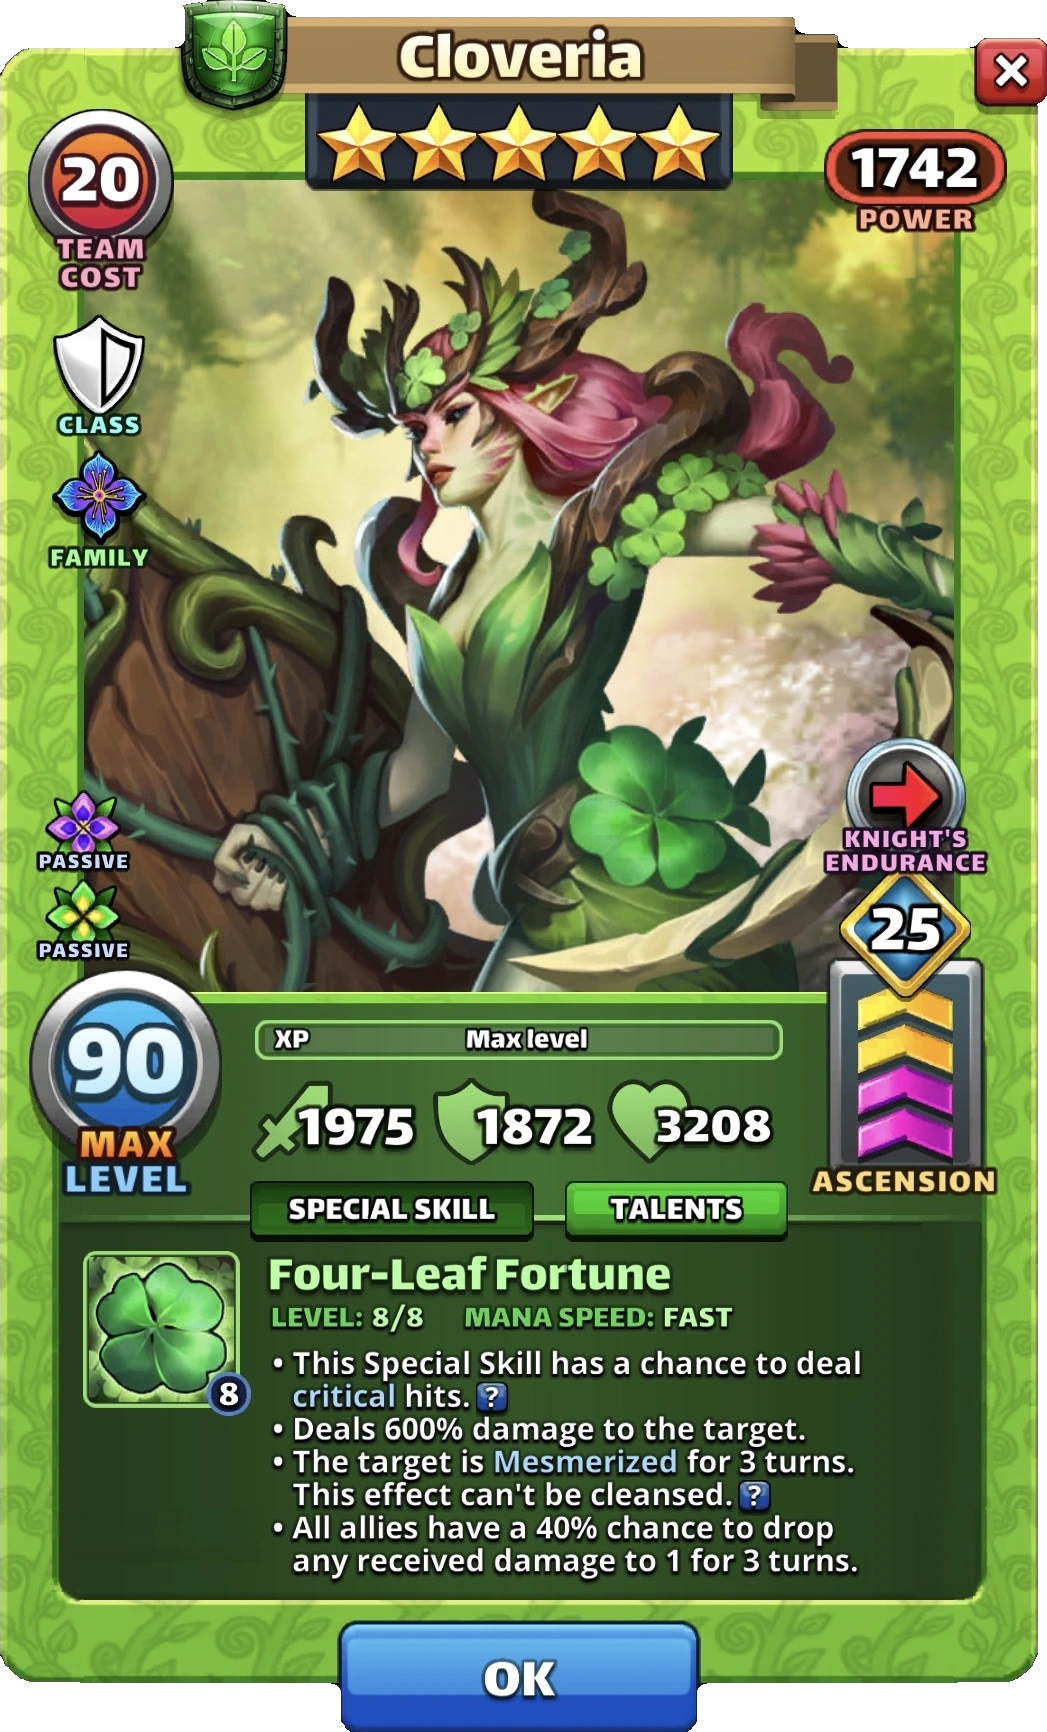 Cloveria
20
TEAM
COST
1742
POWER
CLASS
FAMILY
PASSIVE
PASSIVE
KNIGHT'S
ENDURANCE
25
90
MAX
LEVEL
XP Max level
1975 1872 3208
ASCENSION
SPECIAL SKILL TALENTS
Four-Leaf Fortune
LEVEL: 8/8 MANA SPEED: FAST
8
• This Special Skill has a chance to deal
critical hits. ?
• Deals 600% damage to the target.
• The target is Mesmerized for 3 turns.
This effect can't be cleansed. ?
• All allies have a 40% chance to drop
any received damage to 1 for 3 turns.
OK